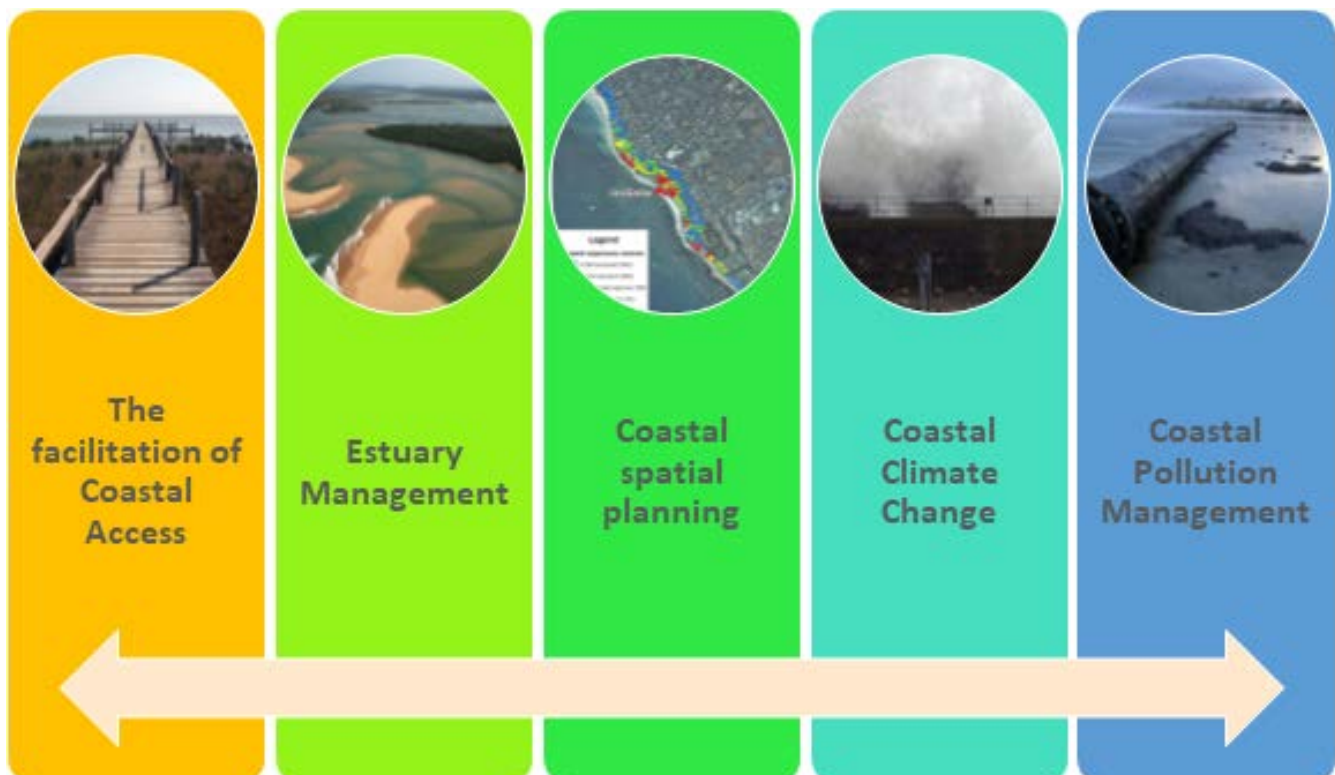 The
facilitation of
Coastal
Access
Estuary
Management
Coastal
spatial
planning
Coastal
Climate
Change
Coastal
Pollution
Management
Legend